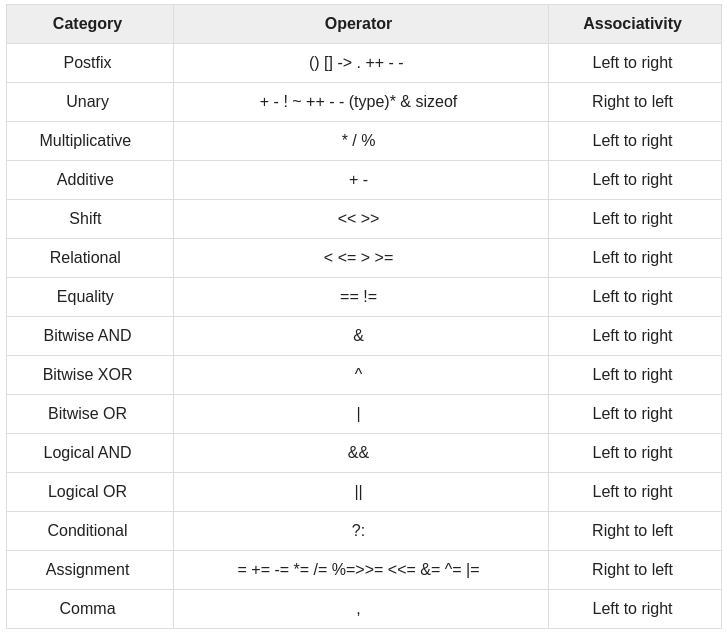 Category Operator Associativity
Postfix () [] -> . ++ - - Left to right
Unary + - ! ~ ++ - - (type)* & sizeof Right to left
Multiplicative * / % Left to right
Additive + - Left to right
Shift << >> Left to right
Relational < <= > >= Left to right
Equality == != Left to right
Bitwise AND & Left to right
Bitwise XOR ^ Left to right
Bitwise OR | Left to right
Logical AND && Left to right
Logical OR || Left to right
Conditional ?: Right to left
Assignment = += -= *= /= %=>>= <<= &= ^= |= Right to left
Comma , Left to right